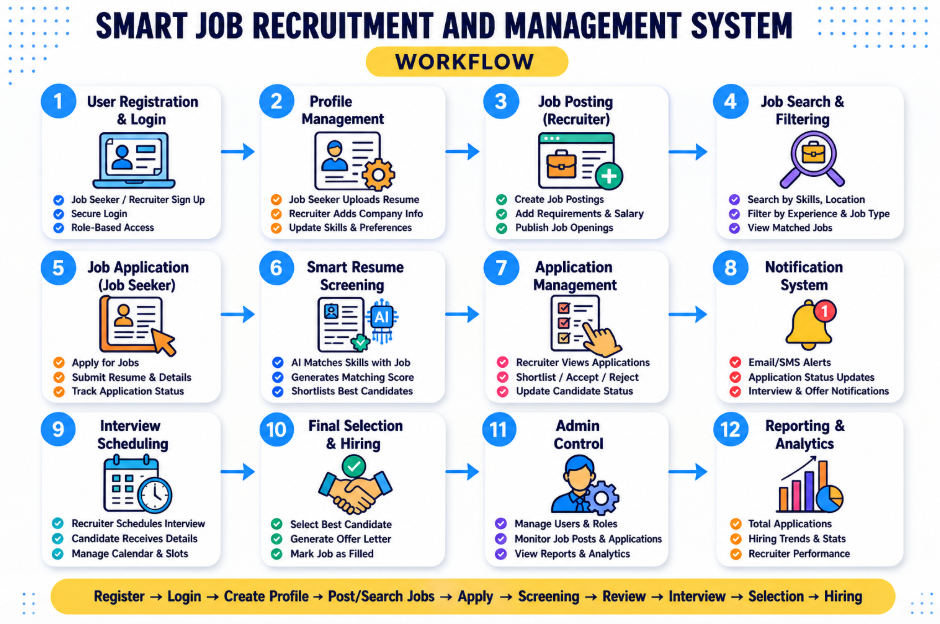 SMART JOB RECRUITMENT AND MANAGEMENT SYSTEM
WORKFLOW
1
User Registration
& Login
Job Seeker / Recruiter Sign Up
Secure Login
Role-Based Access
2
Profile
Management
Job Seeker Uploads Resume
Recruiter Adds Company Info
Update Skills & Preferences
3
Job Posting
(Recruiter)
Create Job Postings
Add Requirements & Salary
Publish Job Openings
4
Job Search &
Filtering
Search by Skills, Location
Filter by Experience & Job Type
View Matched Jobs
5
Job Application
(Job Seeker)
Apply for Jobs
Submit Resume & Details
Track Application Status
6
Smart Resume
Screening
AI
AI Matches Skills with Job
Generates Matching Score
Shortlists Best Candidates
7
Application
Management
Recruiter Views Applications
Shortlist / Accept / Reject
Update Candidate Status
8
Notification
System
1
Email/SMS Alerts
Application Status Updates
Interview & Offer Notifications
9
Interview
Scheduling
Recruiter Schedules Interview
Candidate Receives Details
Manage Calendar & Slots
10
Final Selection
& Hiring
Select Best Candidate
Generate Offer Letter
Mark Job as Filled
11
Admin
Control
Manage Users & Roles
Monitor Job Posts & Applications
View Reports & Analytics
12
Reporting &
Analytics
Total Applications
Hiring Trends & Stats
Recruiter Performance
Register → Login → Create Profile → Post/Search Jobs → Apply → Screening → Review → Interview → Selection → Hiring